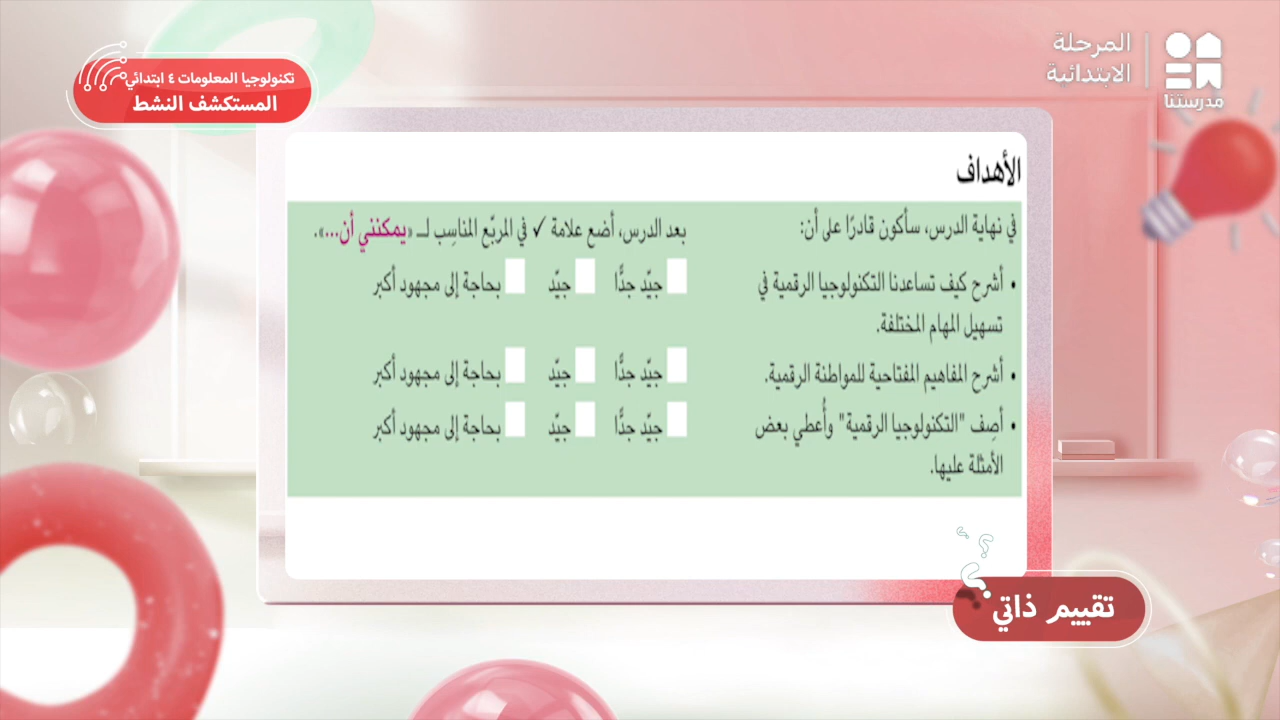 المرحلة
الابتدائية
مدرستنا
تكنولوجيا المعلومات ٤ ابتدائي
المستكشف النشط
الأهداف
في نهاية الدرس، سأكون قادرًا على أن:
بعد الدرس، أضع علامة ✓ في المربّع المناسِب لــ «يمكنني أن...».
• أشرح كيف تساعدنا التكنولوجيا الرقمية في
تسهيل المهام المختلفة.
جيّد جدًّا جيّد بحاجة إلى مجهود أكبر
• أشرح المفاهيم المفتاحية للمواطنة الرقمية.
جيّد جدًّا جيّد بحاجة إلى مجهود أكبر
• أصِف "التكنولوجيا الرقمية" وأُعطي بعض
الأمثلة عليها.
جيّد جدًّا جيّد بحاجة إلى مجهود أكبر
تقييم ذاتي